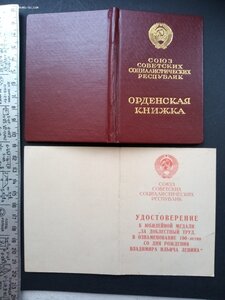 СОЮЗ
СОВЕТСКИХ
СОЦИАЛИСТИЧЕСКИХ
РЕСПУБЛИК
ОРДЕНСКАЯ
КНИЖКА
СОЮЗ
СОВЕТСКИХ
СОЦИАЛИСТИЧЕСКИХ
РЕСПУБЛИК
УДОСТОВЕРЕНИЕ
К ЮБИЛЕЙНОЙ МЕДАЛИ
„ЗА ДОБЛЕСТНЫЙ ТРУД
В ОЗНАМЕНОВАНИЕ 100-летия
СО ДНЯ РОЖДЕНИЯ
ВЛАДИМИРА ИЛЬИЧА ЛЕНИНА"